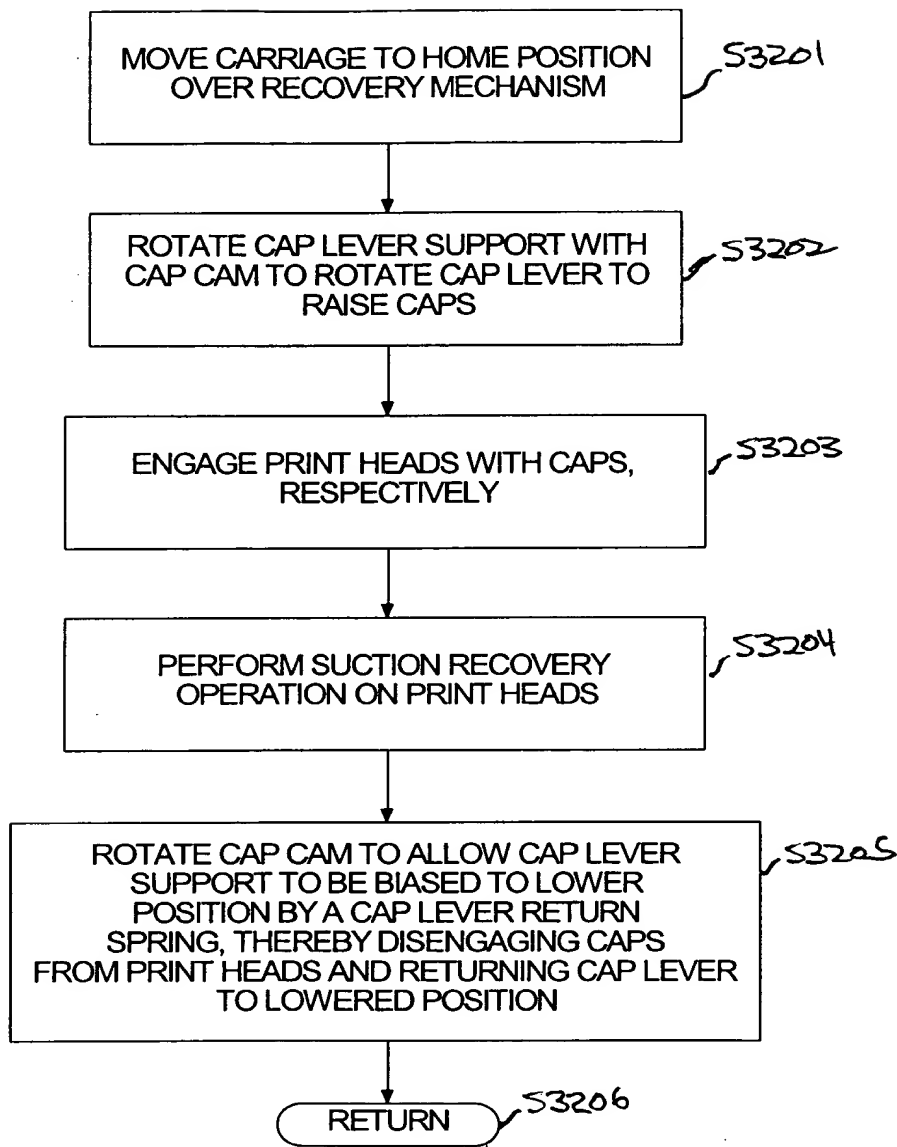 MOVE CARRIAGE TO HOME POSITION
OVER RECOVERY MECHANISM
S3201
ROTATE CAP LEVER SUPPORT WITH
CAP CAM TO ROTATE CAP LEVER TO
RAISE CAPS
S3202
ENGAGE PRINT HEADS WITH CAPS,
RESPECTIVELY
S3203
PERFORM SUCTION RECOVERY
OPERATION ON PRINT HEADS
S3204
ROTATE CAP CAM TO ALLOW CAP LEVER
SUPPORT TO BE BIASED TO LOWER
POSITION BY A CAP LEVER RETURN
SPRING, THEREBY DISENGAGING CAPS
FROM PRINT HEADS AND RETURNING CAP LEVER
TO LOWERED POSITION
S3205
RETURN
S3206